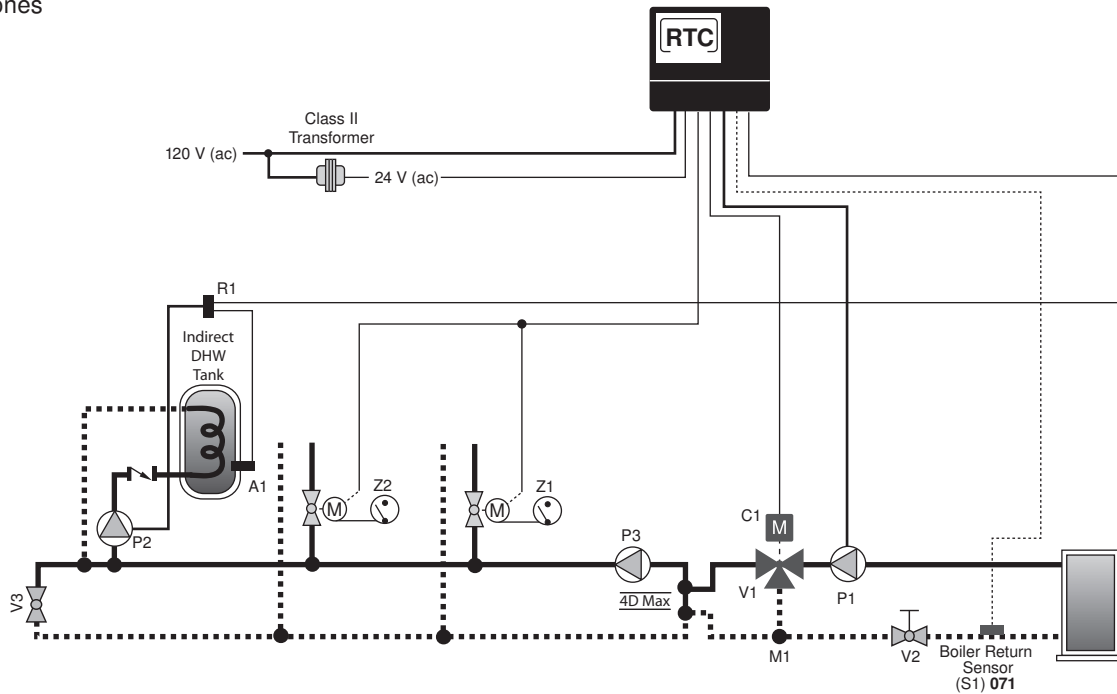 ones
RTC
Class II
Transformer
120 V (ac)
24 V (ac)
R1
Indirect
DHW
Tank
A1
Z2
Z1
M
M
C1
M
P2
P3
V3
4D Max
V1
P1
M1
V2
Boiler Return
Sensor
(S1) 071